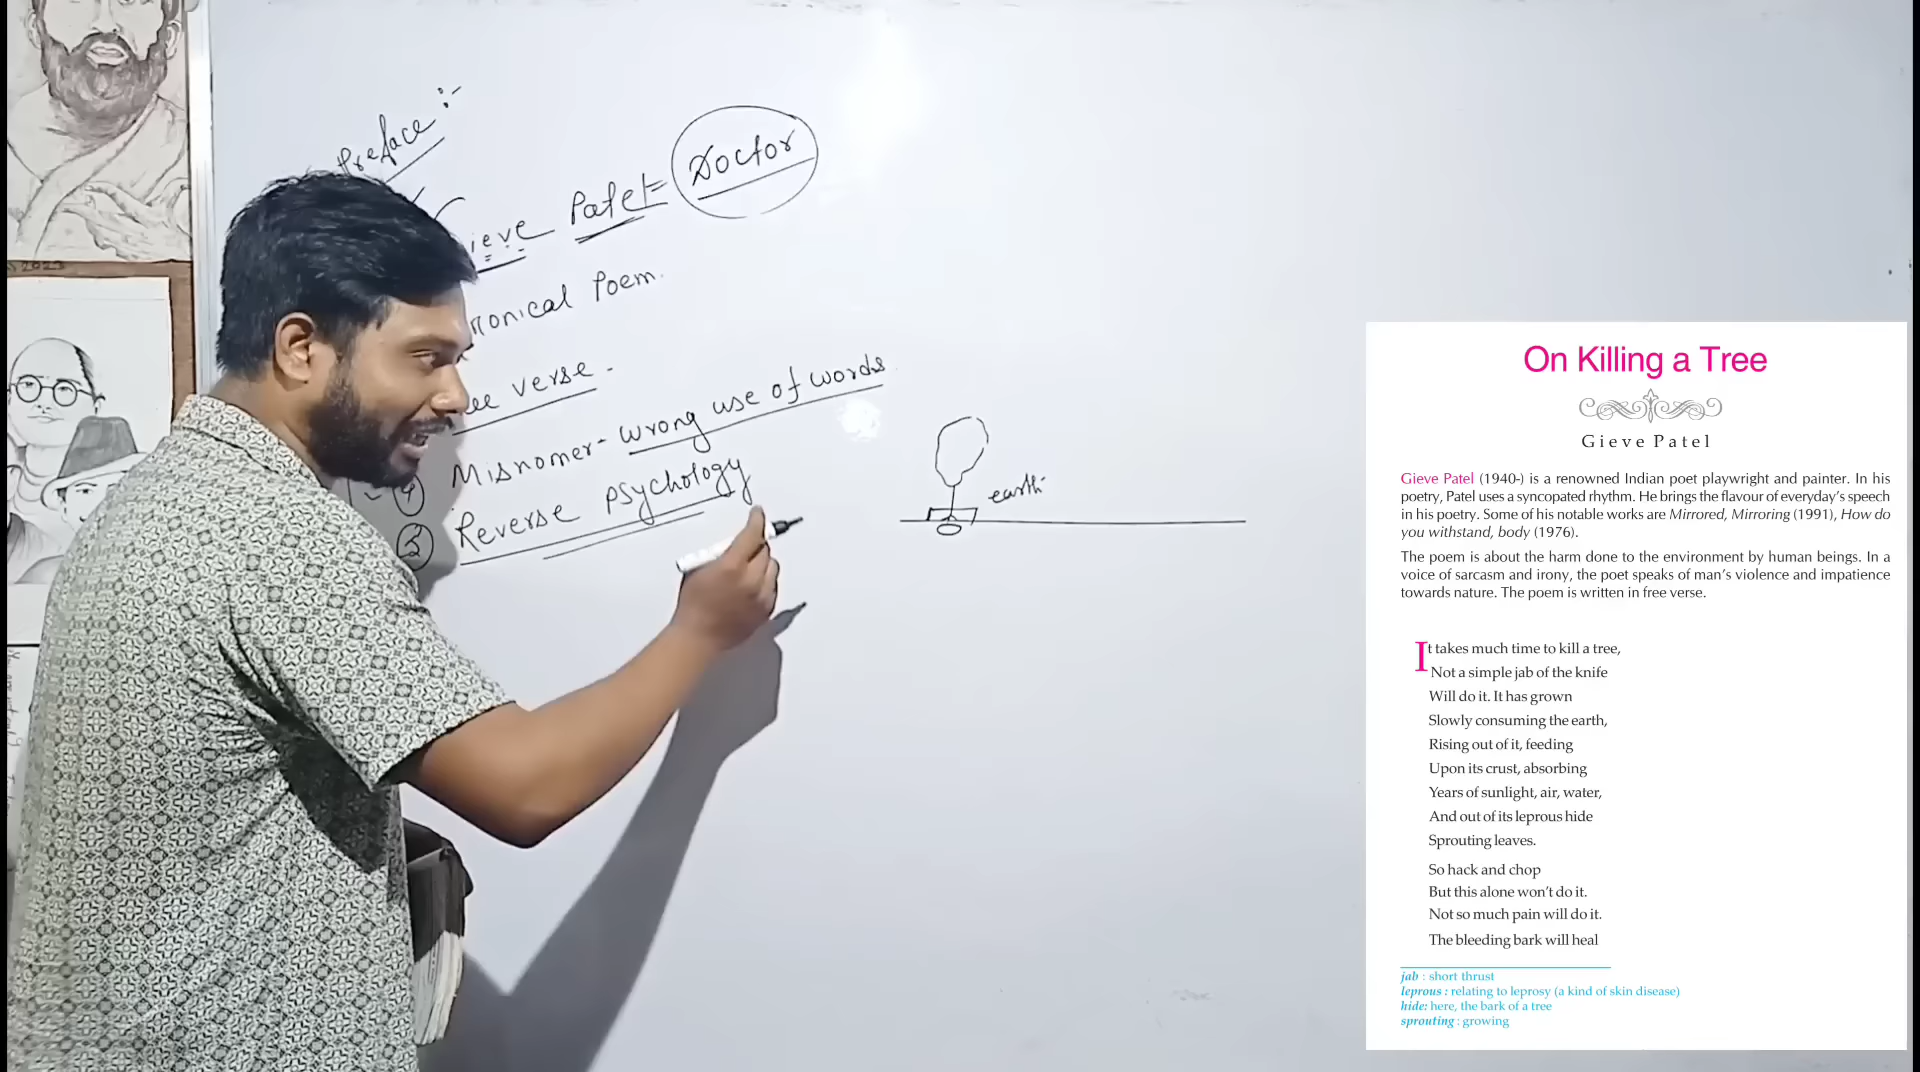 Preface :-
ieve Patel = Doctor
ronical Poem.
verse.
Misnomer - wrong use of words
Reverse psychology
earth
2023
On Killing a Tree
Gieve Patel
Gieve Patel (1940-) is a renowned Indian poet playwright and painter. In his
poetry, Patel uses a syncopated rhythm. He brings the flavour of everyday's speech
in his poetry. Some of his notable works are Mirrored, Mirroring (1991), How do
you withstand, body (1976).
The poem is about the harm done to the environment by human beings. In a
voice of sarcasm and irony, the poet speaks of man's violence and impatience
towards nature. The poem is written in free verse.
It takes much time to kill a tree,
Not a simple jab of the knife
Will do it. It has grown
Slowly consuming the earth,
Rising out of it, feeding
Upon its crust, absorbing
Years of sunlight, air, water,
And out of its leprous hide
Sprouting leaves.
So hack and chop
But this alone won't do it.
Not so much pain will do it.
The bleeding bark will heal
jab : short thrust
leprous : relating to leprosy (a kind of skin disease)
hide: here, the bark of a tree
sprouting : growing